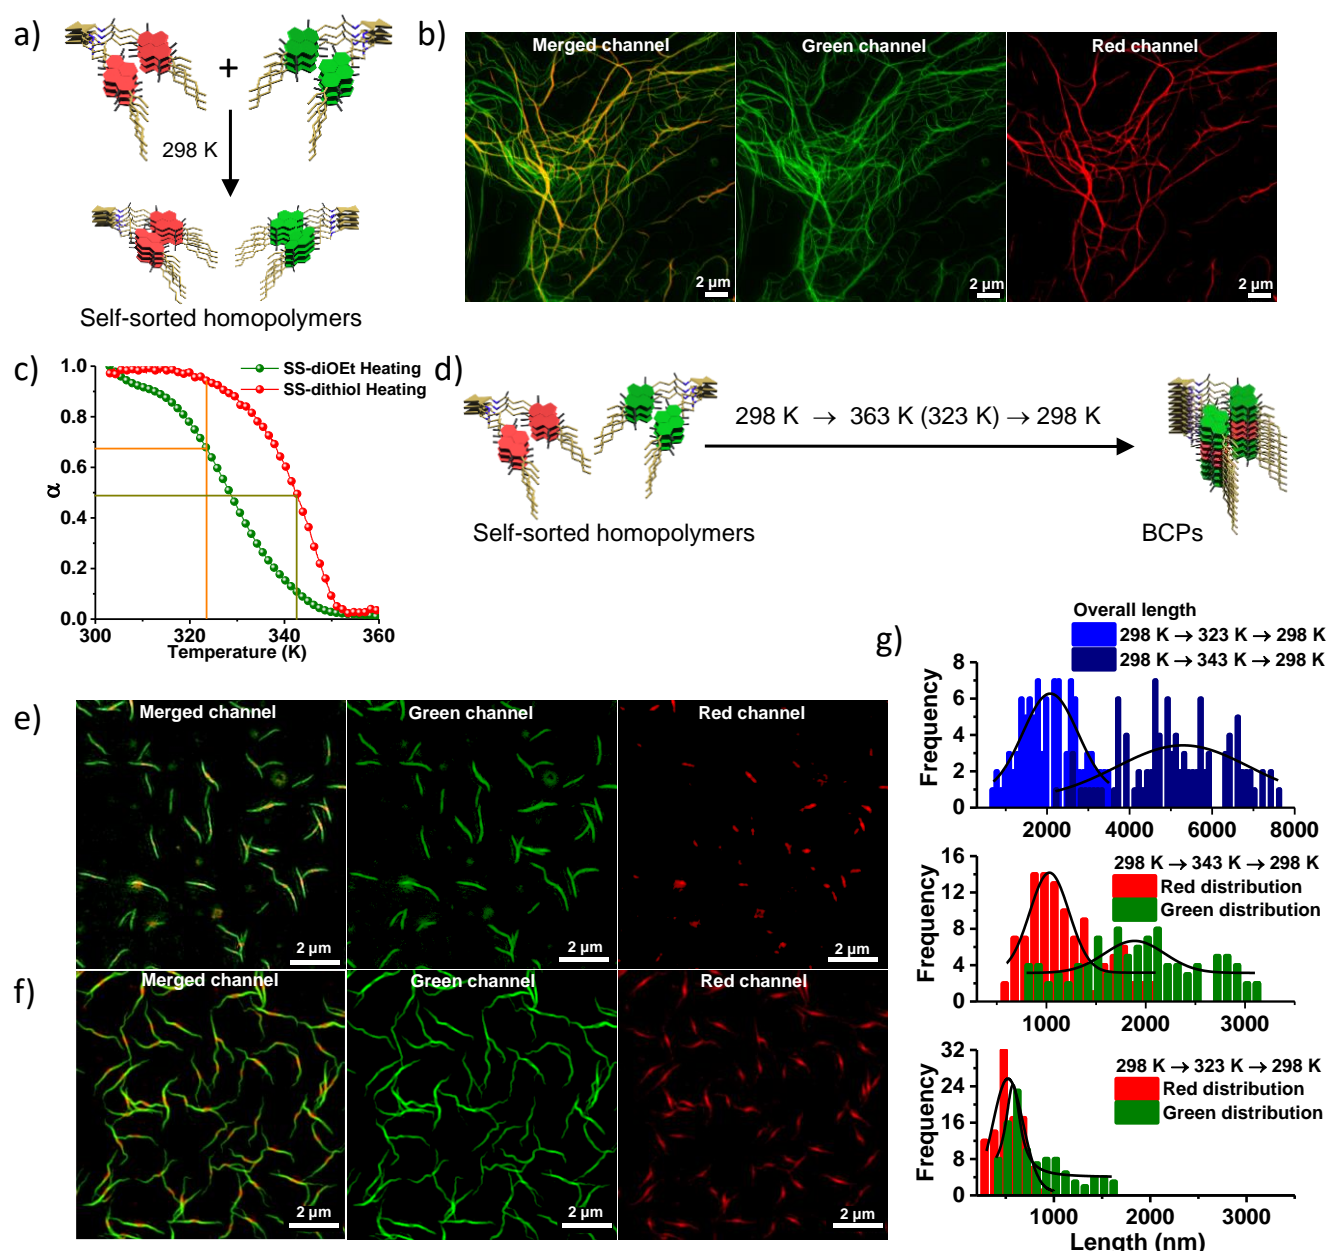 a)
+
298 K
Self-sorted homopolymers
b)
Merged channel
Green channel
Red channel
2 µm
2 µm
2 µm
c)
SS-diOEt Heating
SS-dithiol Heating
α
1.0
0.8
0.6
0.4
0.2
0.0
300
320
340
360
Temperature (K)
d)
298 K → 363 K (323 K) → 298 K
Self-sorted homopolymers
BCPs
e)
Merged channel
Green channel
Red channel
2 µm
2 µm
2 µm
f)
Merged channel
Green channel
Red channel
2 µm
2 µm
2 µm
g)
Overall length
298 K → 323 K → 298 K
298 K → 343 K → 298 K
Frequency
8
6
4
2
0
2000
4000
6000
8000
298 K → 343 K → 298 K
Red distribution
Green distribution
Frequency
16
12
8
4
0
1000
2000
3000
298 K → 323 K → 298 K
Red distribution
Green distribution
Frequency
32
24
16
8
0
1000
2000
3000
Length (nm)